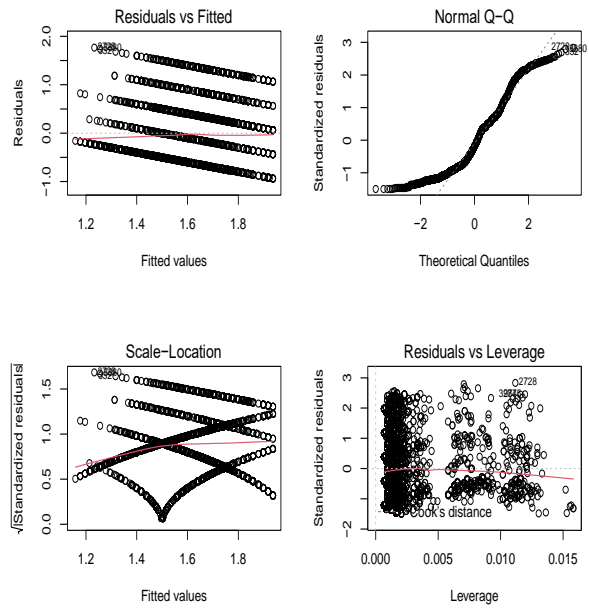 Residuals vs Fitted
Residuals
−1.0
0.0
1.0
2.0
1.2
1.4
1.6
1.8
Fitted values
Normal Q−Q
Standardized residuals
−1
0
1
2
3
−2
0
2
Theoretical Quantiles
Scale−Location
√|Standardized residuals|
0.0
0.5
1.0
1.5
1.2
1.4
1.6
1.8
Fitted values
Residuals vs Leverage
Standardized residuals
−2
−1
0
1
2
3
2728
Cook's distance
0.000
0.005
0.010
0.015
Leverage